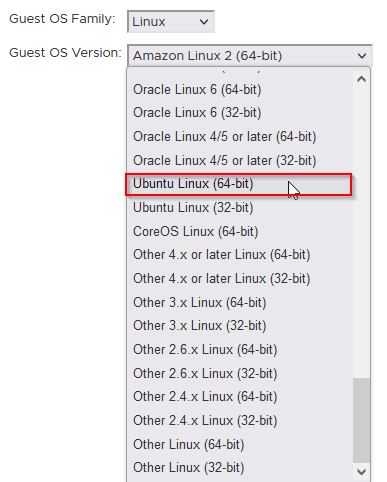 Guest OS Family: Linux
Guest OS Version: Amazon Linux 2 (64-bit)
Oracle Linux 6 (64-bit)
Oracle Linux 6 (32-bit)
Oracle Linux 4/5 or later (64-bit)
Oracle Linux 4/5 or later (32-bit)
Ubuntu Linux (64-bit)
Ubuntu Linux (32-bit)
CoreOS Linux (64-bit)
Other 4.x or later Linux (64-bit)
Other 4.x or later Linux (32-bit)
Other 3.x Linux (64-bit)
Other 3.x Linux (32-bit)
Other 2.6.x Linux (64-bit)
Other 2.6.x Linux (32-bit)
Other 2.4.x Linux (64-bit)
Other 2.4.x Linux (32-bit)
Other Linux (64-bit)
Other Linux (32-bit)